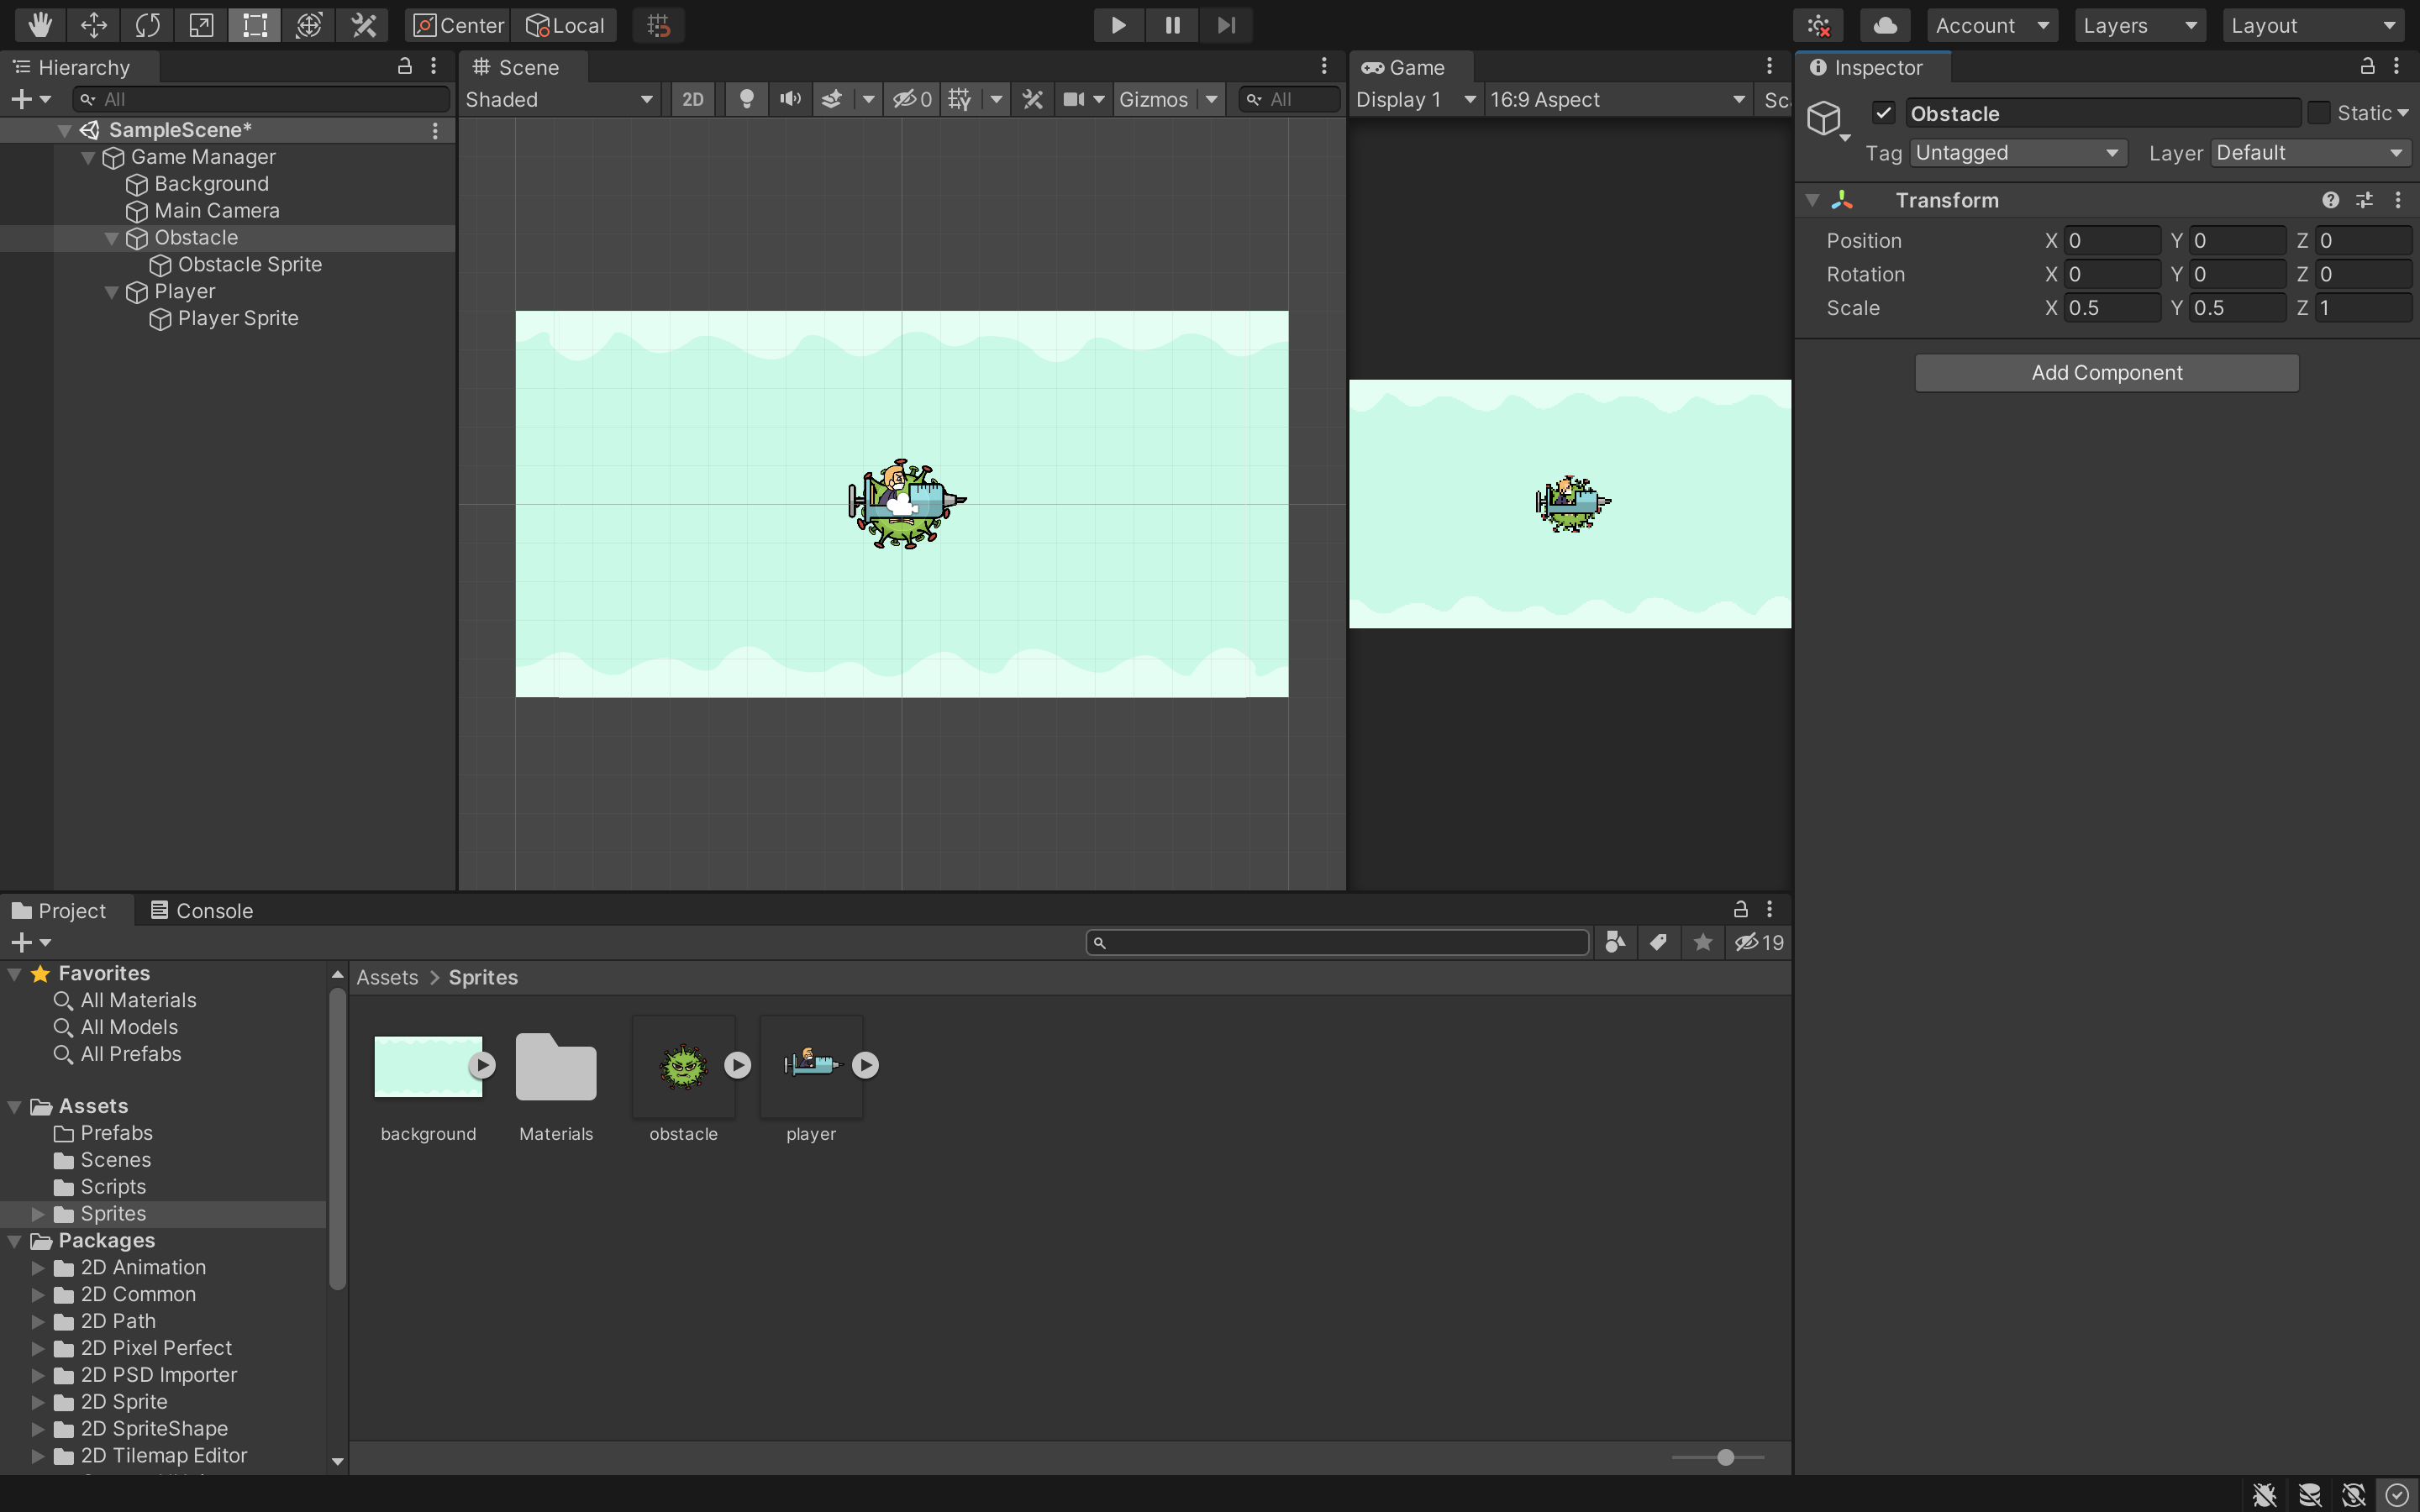 Center Local Account Layers Layout
Hierarchy
All
SampleScene*
Game Manager
Background
Main Camera
Obstacle
Obstacle Sprite
Player
Player Sprite
Scene
Shaded 2D 0 Gizmos All
Game
Display 1 16:9 Aspect Sc
Inspector
Obstacle Static
Tag Untagged Layer Default
Transform
Position X 0 Y 0 Z 0
Rotation X 0 Y 0 Z 0
Scale X 0.5 Y 0.5 Z 1
Add Component
Project Console
19
Favorites
All Materials
All Models
All Prefabs
Assets
Prefabs
Scenes
Scripts
Sprites
Packages
2D Animation
2D Common
2D Path
2D Pixel Perfect
2D PSD Importer
2D Sprite
2D SpriteShape
2D Tilemap Editor
Assets > Sprites
background Materials obstacle player